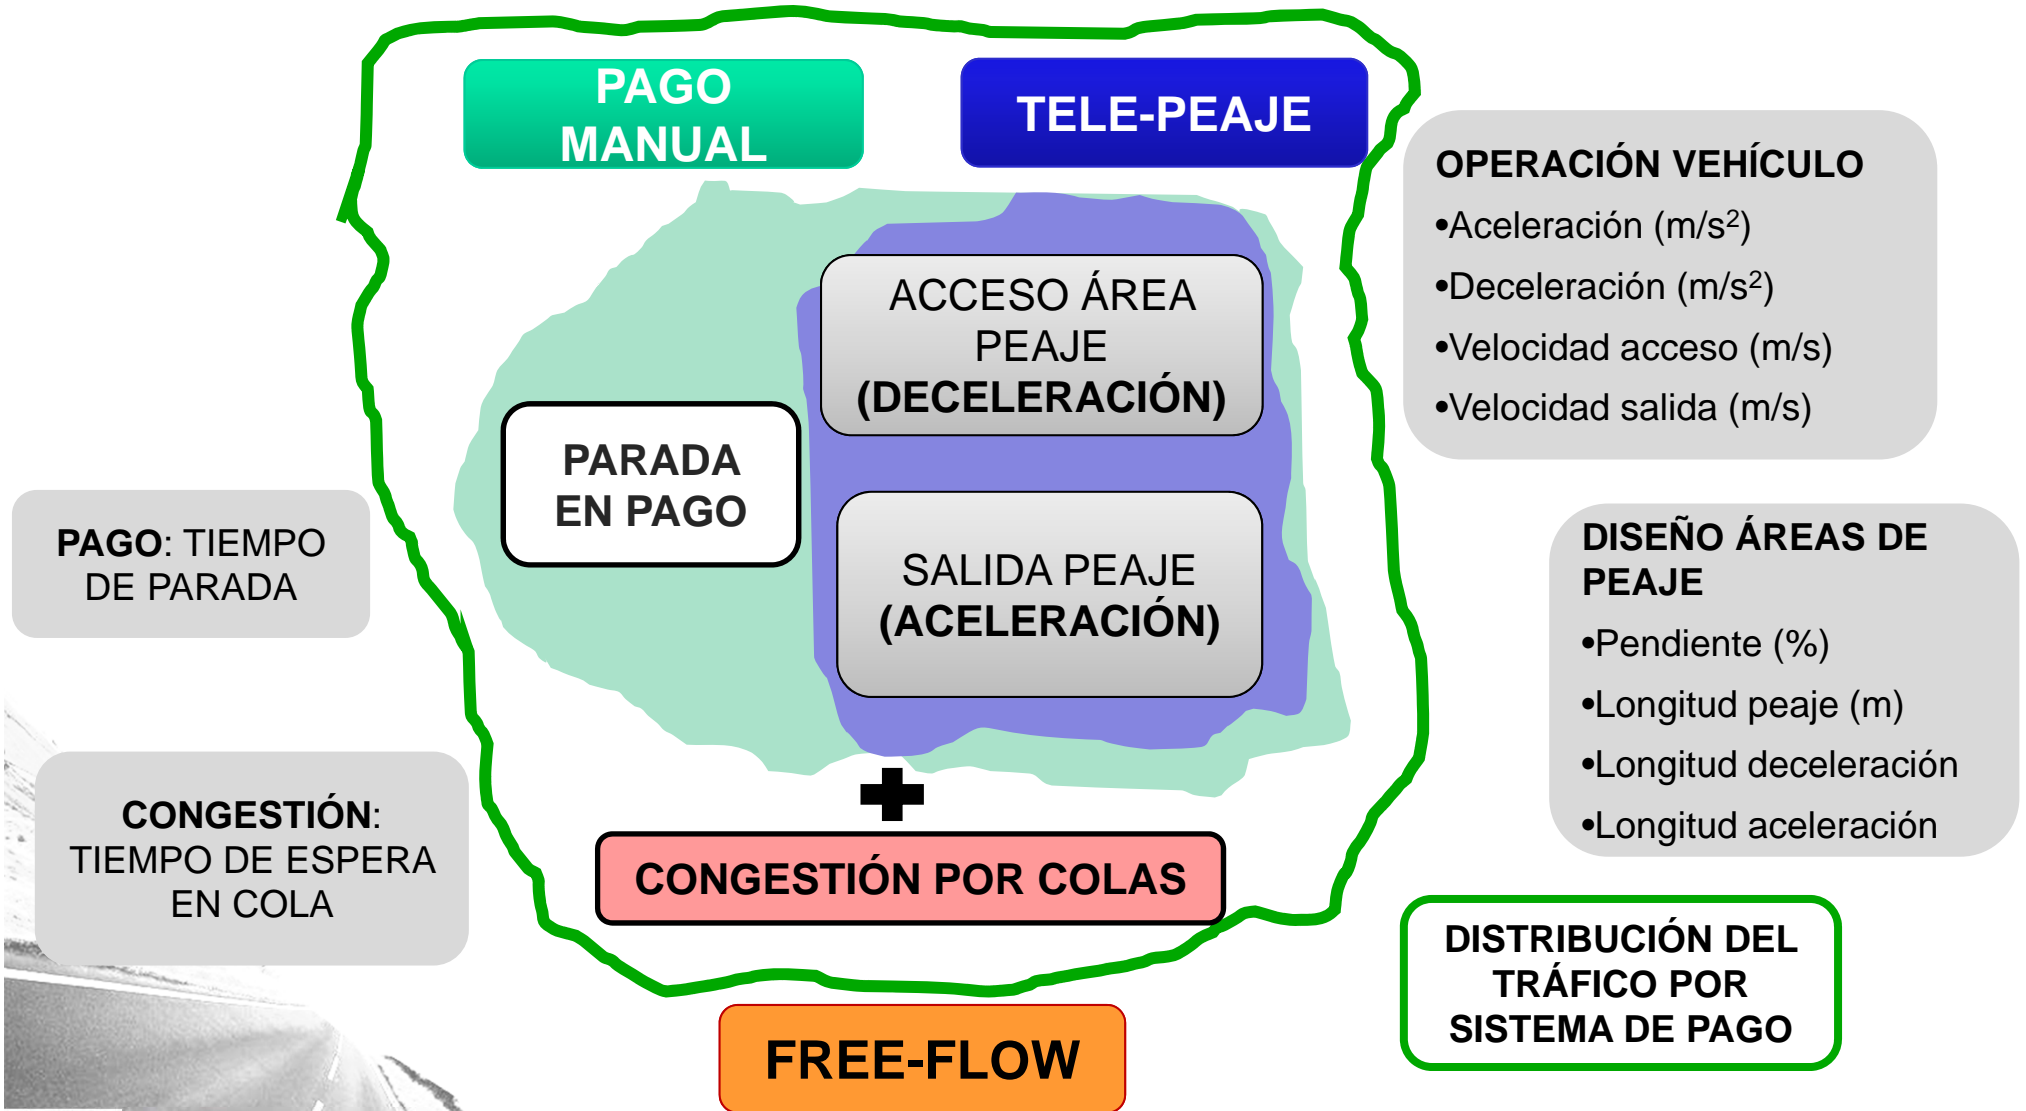 PAGO
MANUAL
TELE-PEAJE
OPERACIÓN VEHÍCULO
•Aceleración (m/s²)
•Deceleración (m/s²)
•Velocidad acceso (m/s)
•Velocidad salida (m/s)
ACCESO ÁREA
PEAJE
(DECELERACIÓN)
PARADA
EN PAGO
SALIDA PEAJE
(ACELERACIÓN)
PAGO: TIEMPO
DE PARADA
DISEÑO ÁREAS DE
PEAJE
•Pendiente (%)
•Longitud peaje (m)
•Longitud deceleración
•Longitud aceleración
CONGESTIÓN:
TIEMPO DE ESPERA
EN COLA
CONGESTIÓN POR COLAS
DISTRIBUCIÓN DEL
TRÁFICO POR
SISTEMA DE PAGO
FREE-FLOW